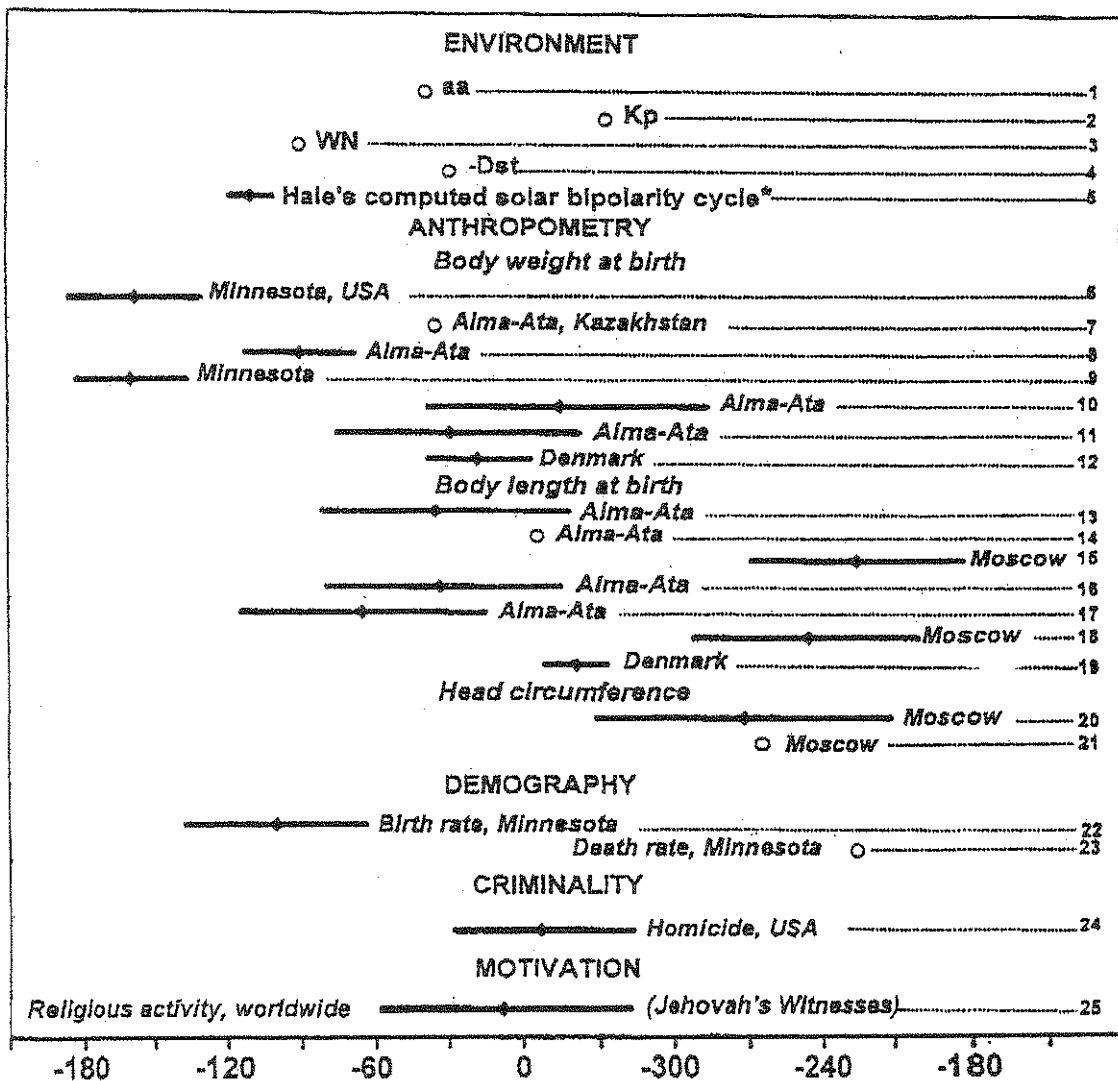 ENVIRONMENT
aa 1
Kp 2
WN 3
-Dst 4
Hale's computed solar bipolarity cycle* 5
ANTHROPOMETRY
Body weight at birth
Minnesota, USA 6
Alma-Ata, Kazakhstan 7
Alma-Ata 8
Minnesota 9
Alma-Ata 10
Alma-Ata 11
Denmark 12
Body length at birth
Alma-Ata 13
Alma-Ata 14
Moscow 15
Alma-Ata 16
Alma-Ata 17
Moscow 18
Denmark 19
Head circumference
Moscow 20
Moscow 21
DEMOGRAPHY
Birth rate, Minnesota 22
Death rate, Minnesota 23
CRIMINALITY
Homicide, USA 24
MOTIVATION
Religious activity, worldwide (Jehovah's Witnesses) 25
-180 -120 -60 0 -300 -240 -180